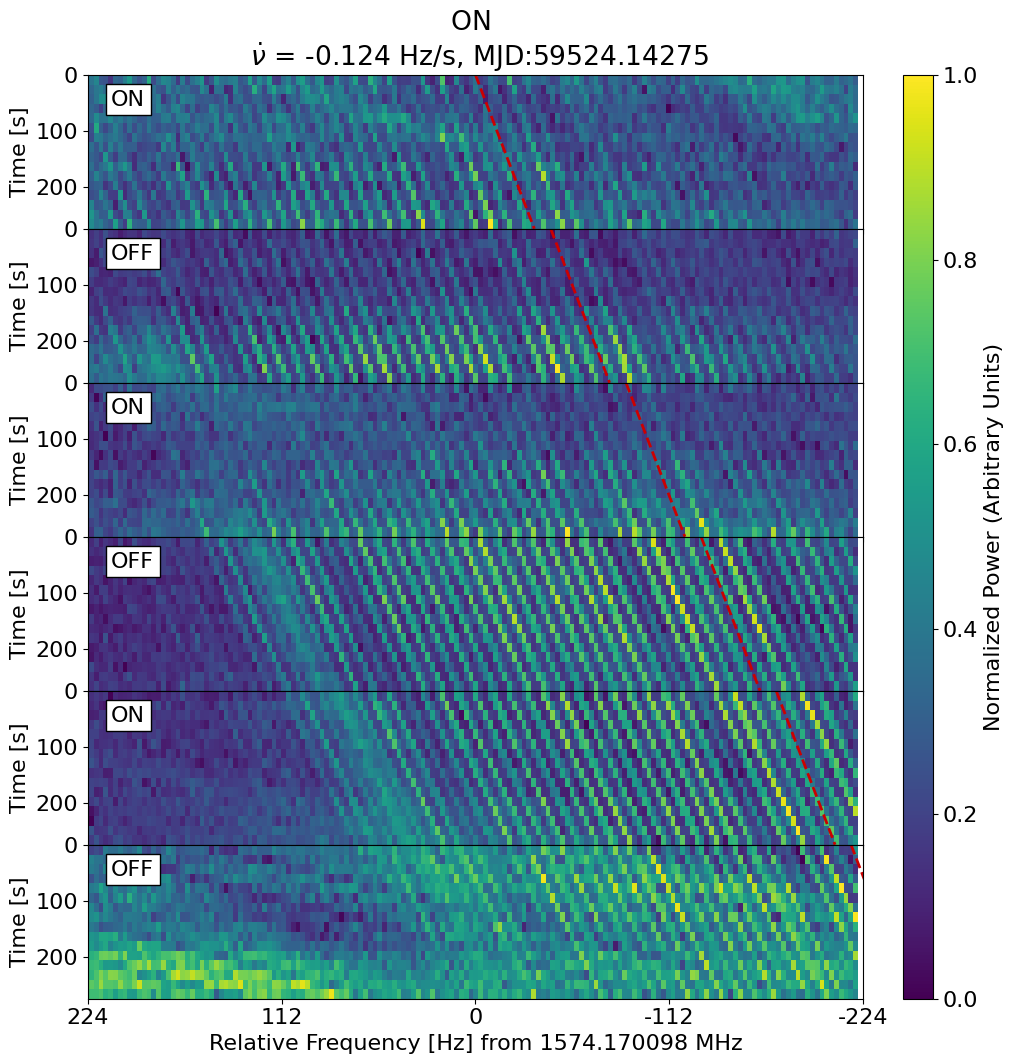 ON
ν̇ = -0.124 Hz/s, MJD:59524.14275
0
ON
100
200
Time [s]
0
OFF
100
200
Time [s]
0
ON
100
200
Time [s]
0
OFF
100
200
Time [s]
0
ON
100
200
Time [s]
0
OFF
100
200
Time [s]
224 112 0 -112 -224
Relative Frequency [Hz] from 1574.170098 MHz
1.0
0.8
0.6
0.4
0.2
0.0
Normalized Power (Arbitrary Units)